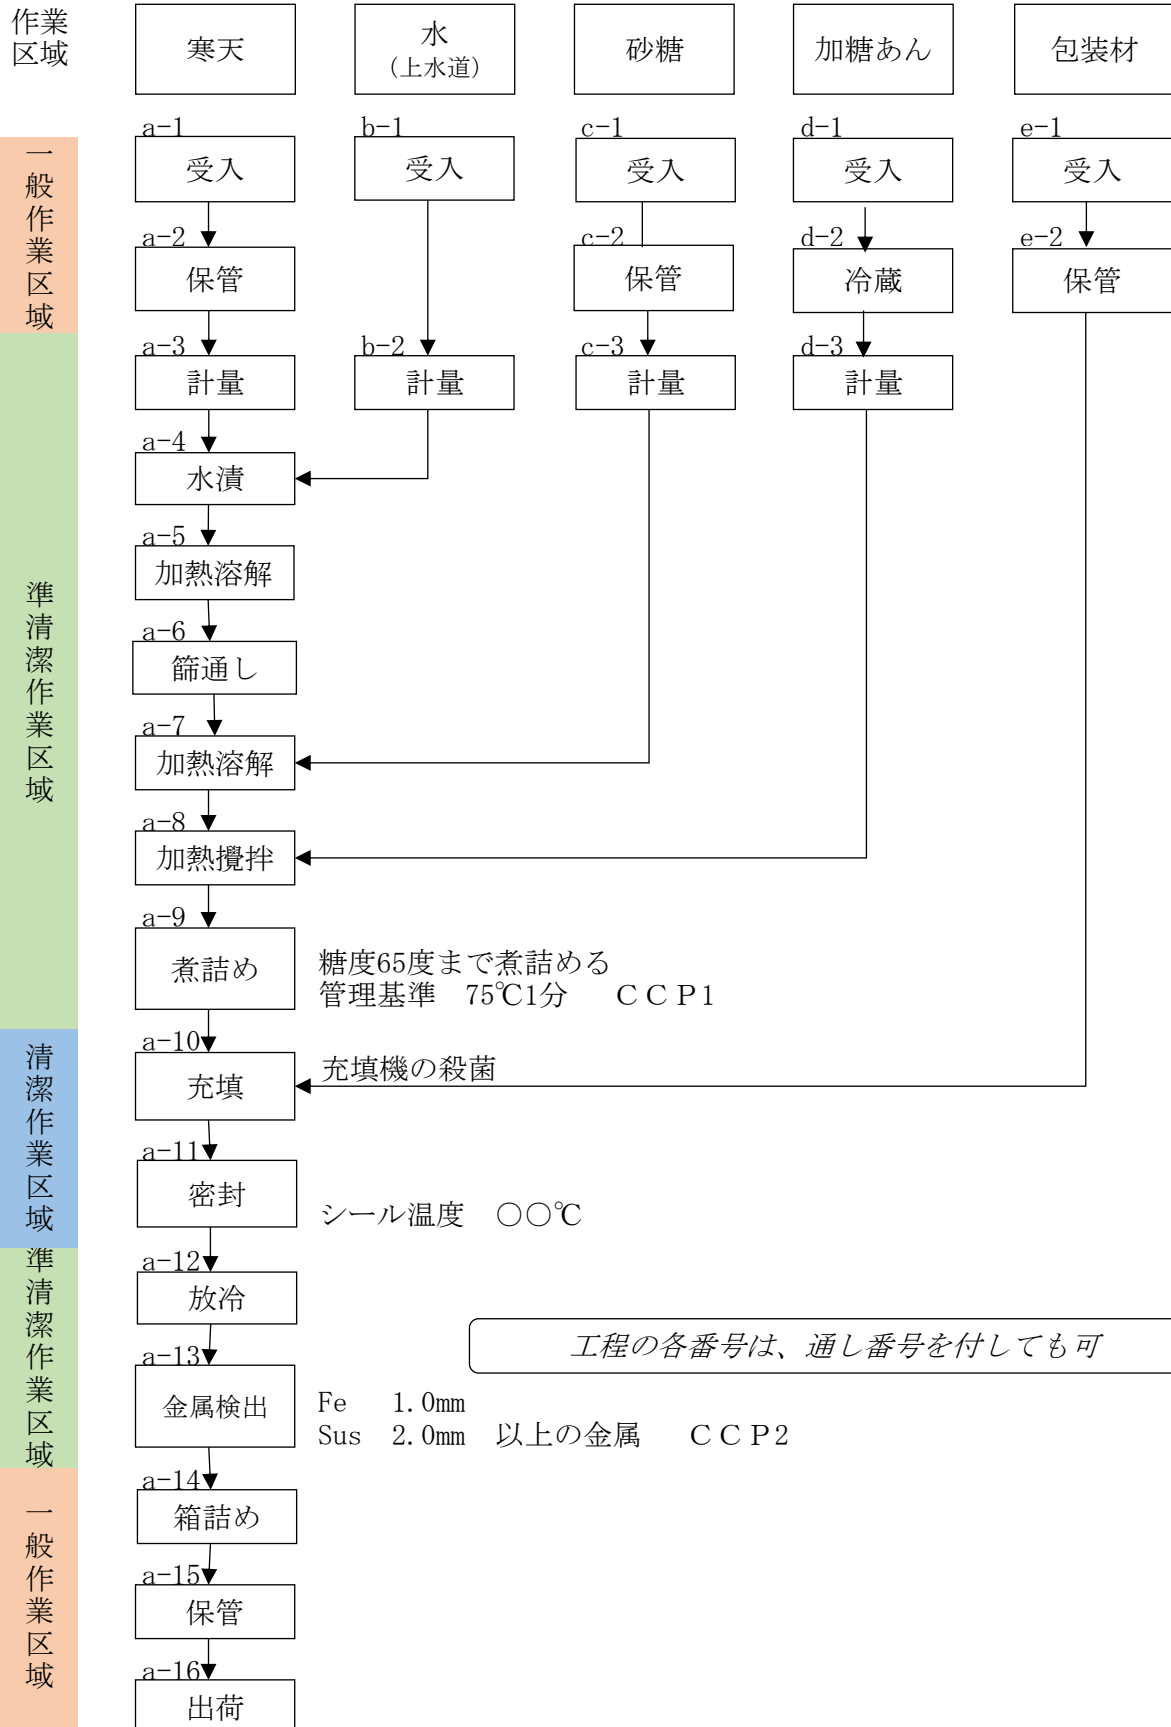 作業
区域
寒天
水
（上水道）
砂糖
加糖あん
包装材
一般作業区域
a-1
受入
b-1
受入
c-1
受入
d-1
受入
e-1
受入
a-2
保管
c-2
保管
d-2
冷蔵
e-2
保管
準清潔作業区域
a-3
計量
b-2
計量
c-3
計量
d-3
計量
a-4
水漬
a-5
加熱溶解
a-6
篩通し
a-7
加熱溶解
a-8
加熱攪拌
a-9
煮詰め
糖度65度まで煮詰める
管理基準　75℃1分　　ＣＣＰ1
清潔作業区域
a-10
充填
充填機の殺菌
a-11
密封
シール温度　○○℃
準清潔作業区域
a-12
放冷
工程の各番号は、通し番号を付しても可
a-13
金属検出
Fe　1.0mm
Sus　2.0mm　以上の金属　　ＣＣＰ2
一般作業区域
a-14
箱詰め
a-15
保管
a-16
出荷